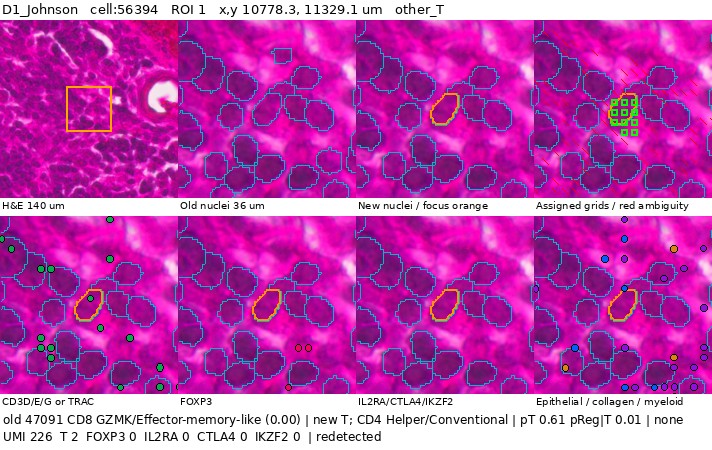 D1_Johnson cell:56394 ROI 1 x,y 10778.3, 11329.1 um other_T
H&E 140 um
Old nuclei 36 um
New nuclei / focus orange
Assigned grids / red ambiguity
CD3D/E/G or TRAC
FOXP3
IL2RA/CTLA4/IKZF2
Epithelial / collagen / myeloid
old 47091 CD8 GZMK/Effector-memory-like (0.00) | new T; CD4 Helper/Conventional | pT 0.61 pReg|T 0.01 | none
UMI 226 T 2 FOXP3 0 IL2RA 0 CTLA4 0 IKZF2 0 | redetected